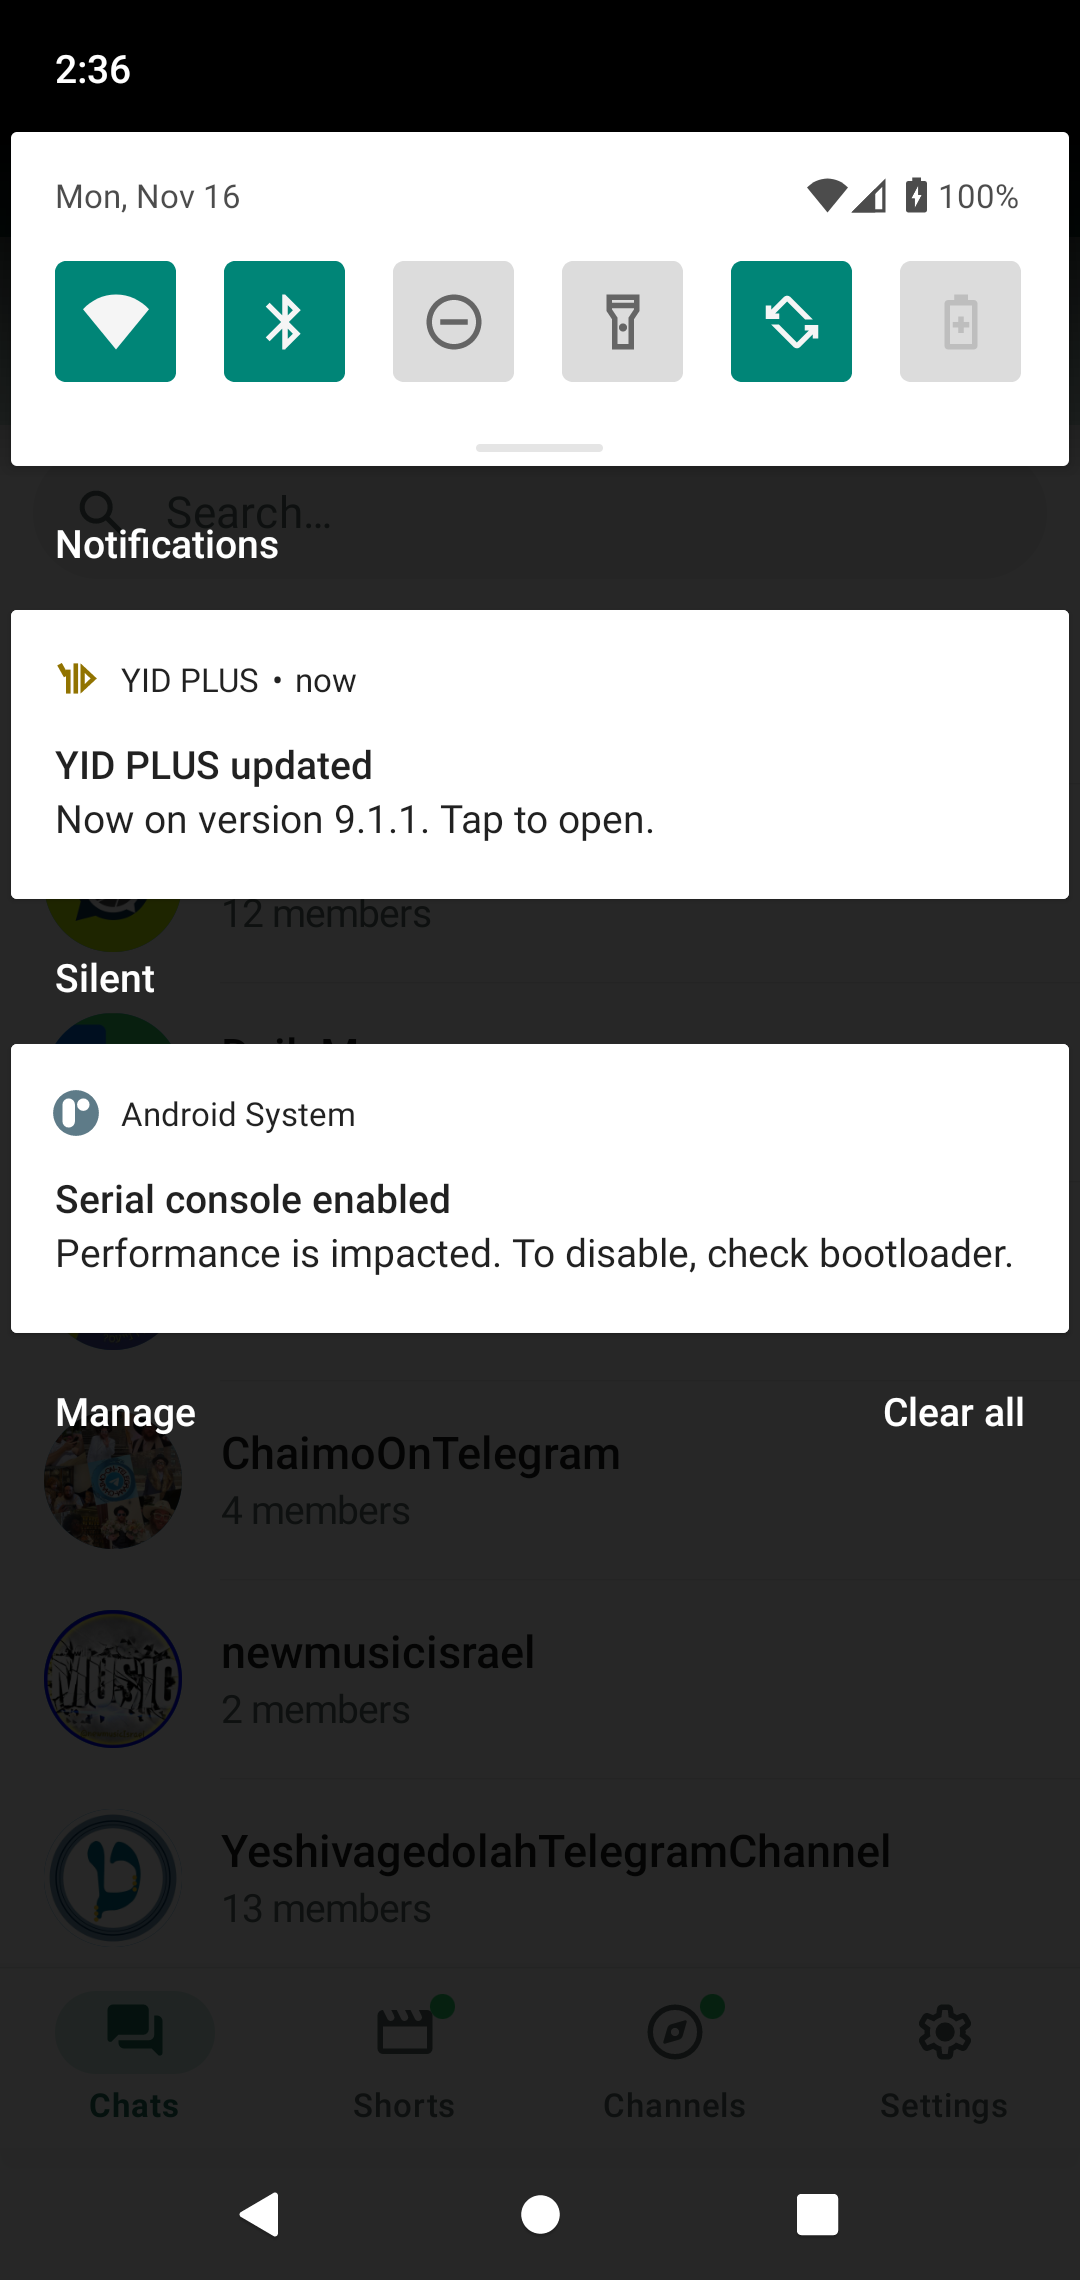 2:36
Mon, Nov 16
100%
Search...
Notifications
YID PLUS • now
YID PLUS updated
Now on version 9.1.1. Tap to open.
12 members
Silent
Android System
Serial console enabled
Performance is impacted. To disable, check bootloader.
Manage
Clear all
ChaimoOnTelegram
4 members
MUSIC
newmusicisrael
2 members
YeshivagedolahTelegramChannel
13 members
Chats
Shorts
Channels
Settings